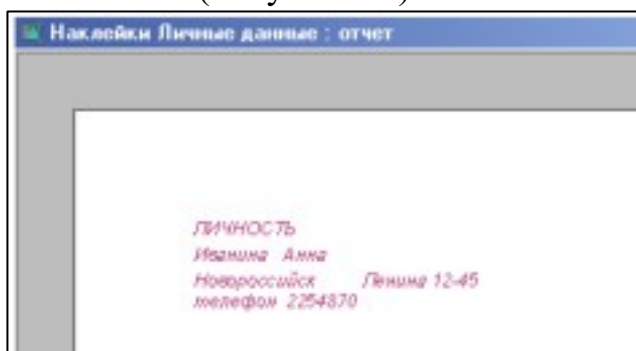 Наклейки Личные данные : отчет
ЛИЧНОСТЬ
Иванина Анна
Новороссийск Ленина 12-45
телефон 2254870